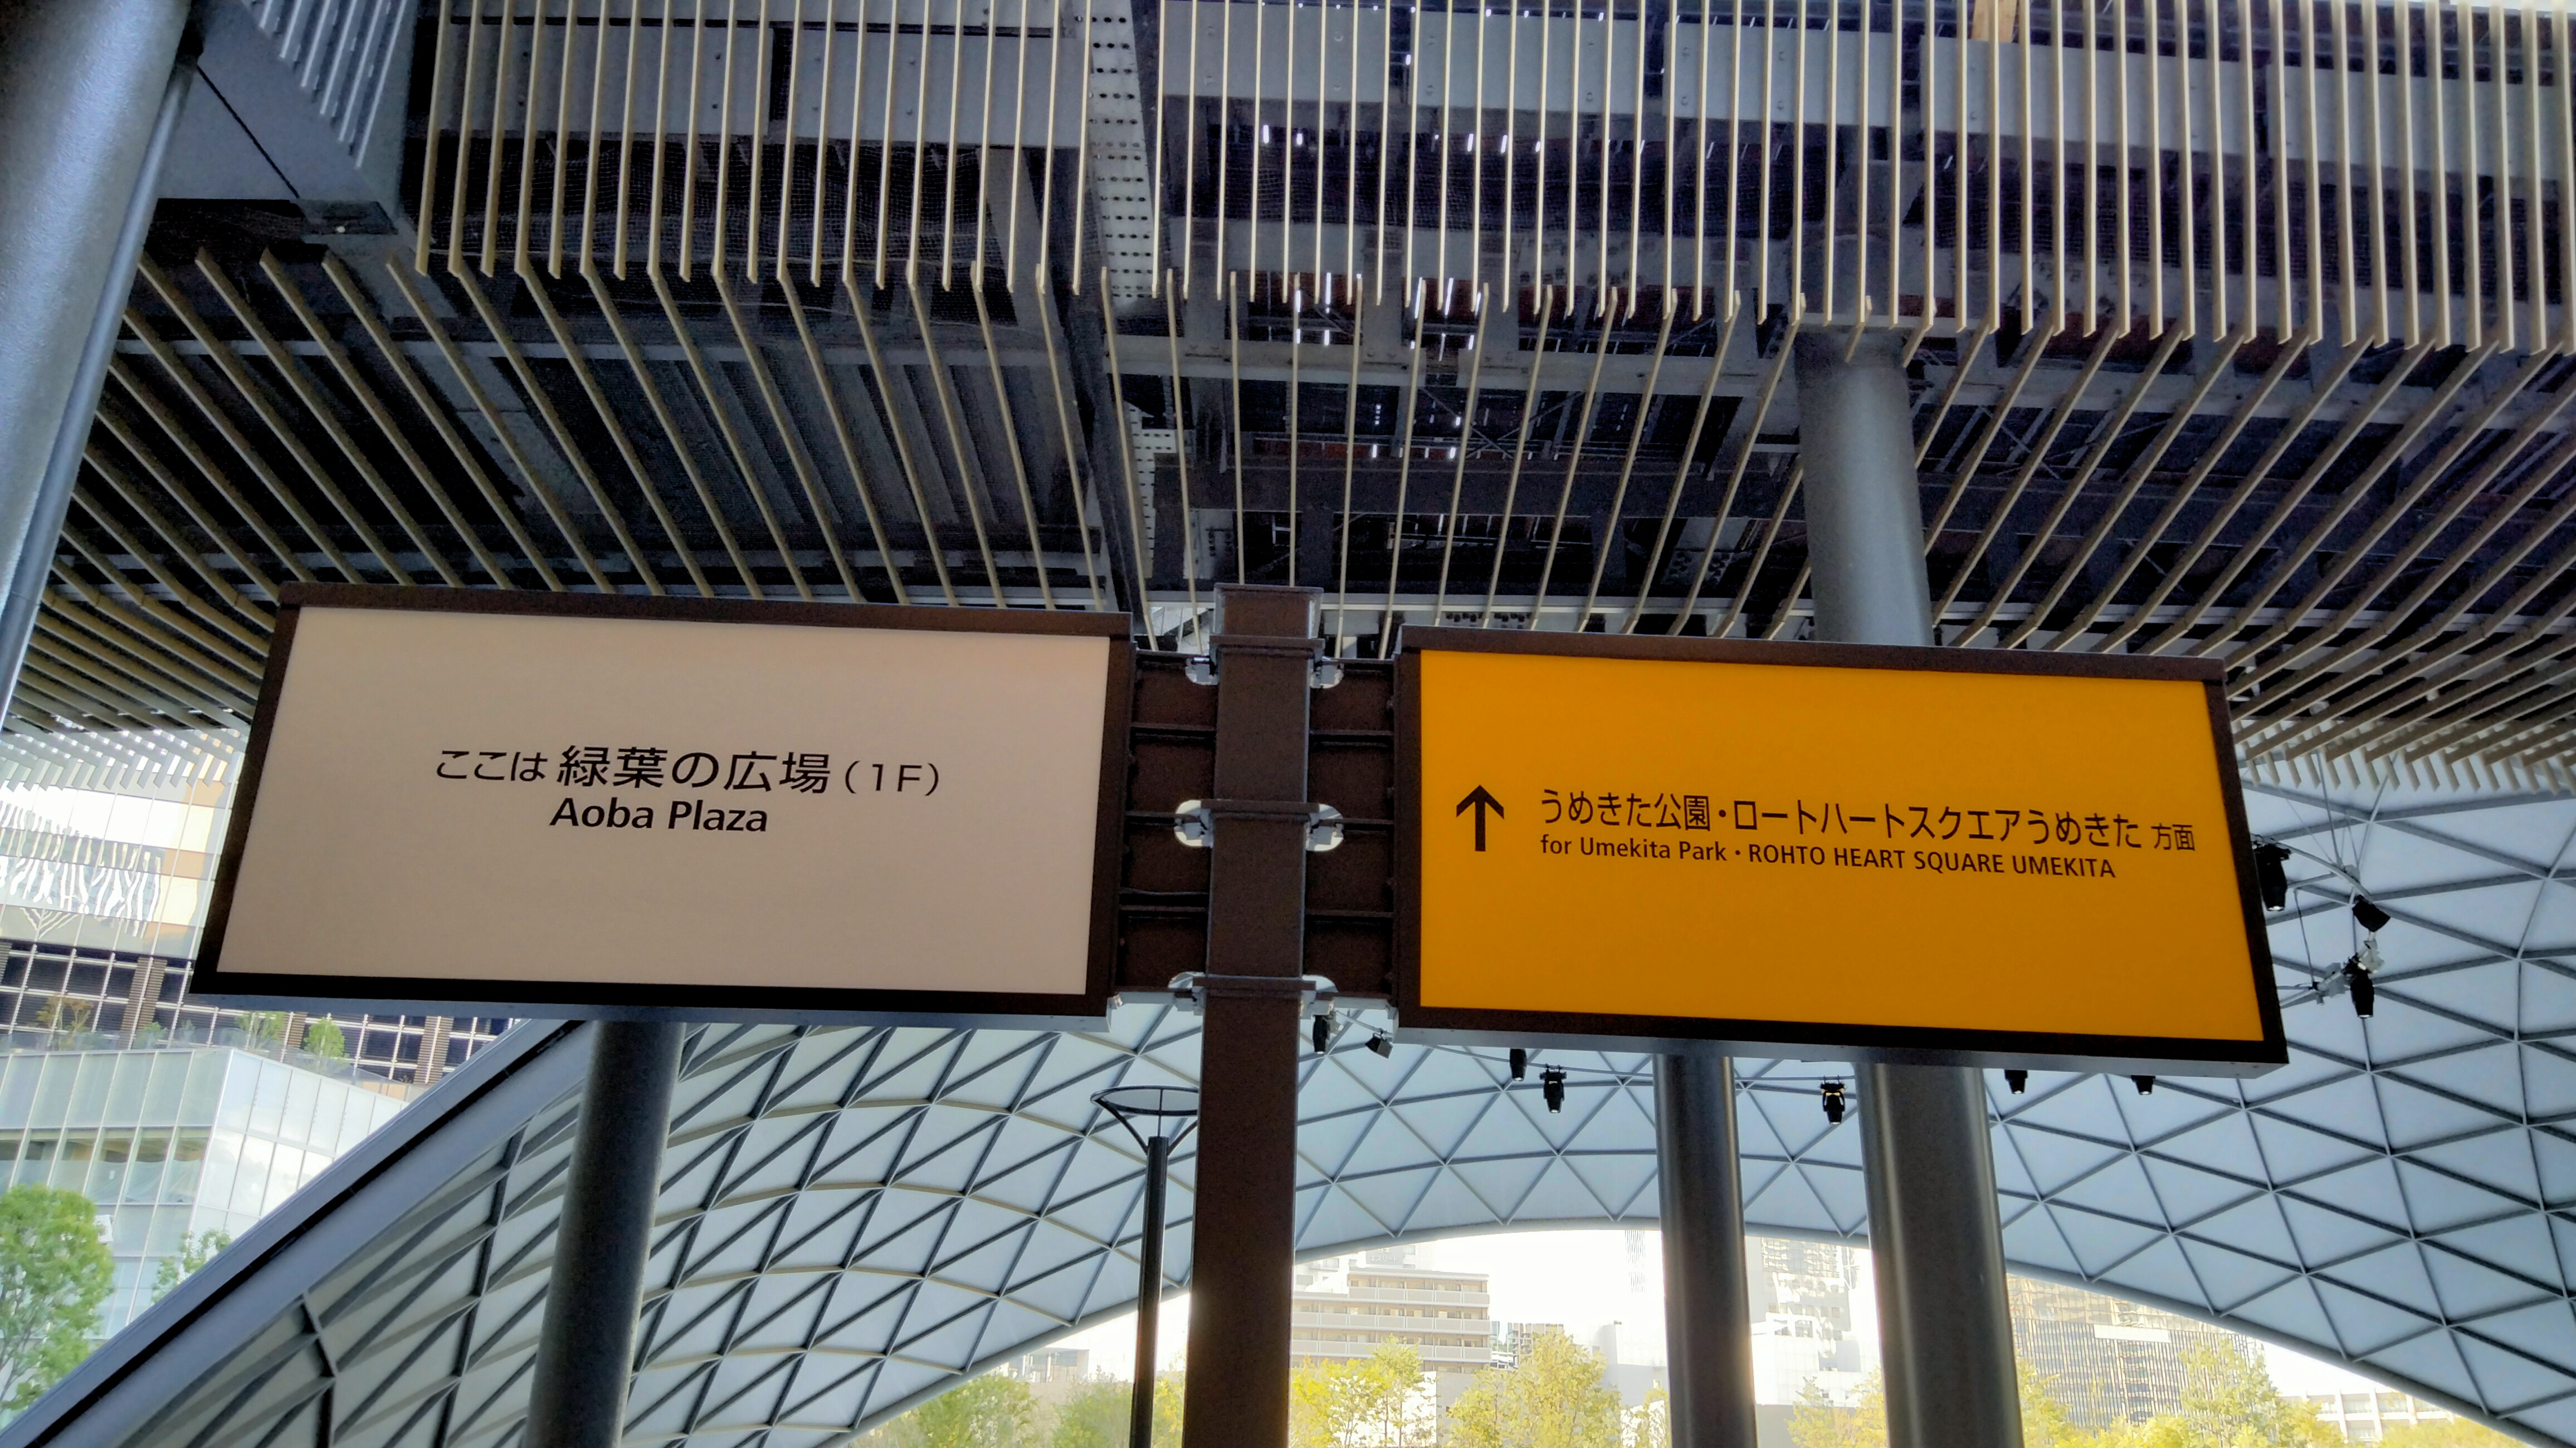 ここは 緑葉の広場 (1F)
Aoba Plaza
↑ うめきた公園・ロートハートスクエアうめきた 方面
for Umekita Park・ROHTO HEART SQUARE UMEKITA